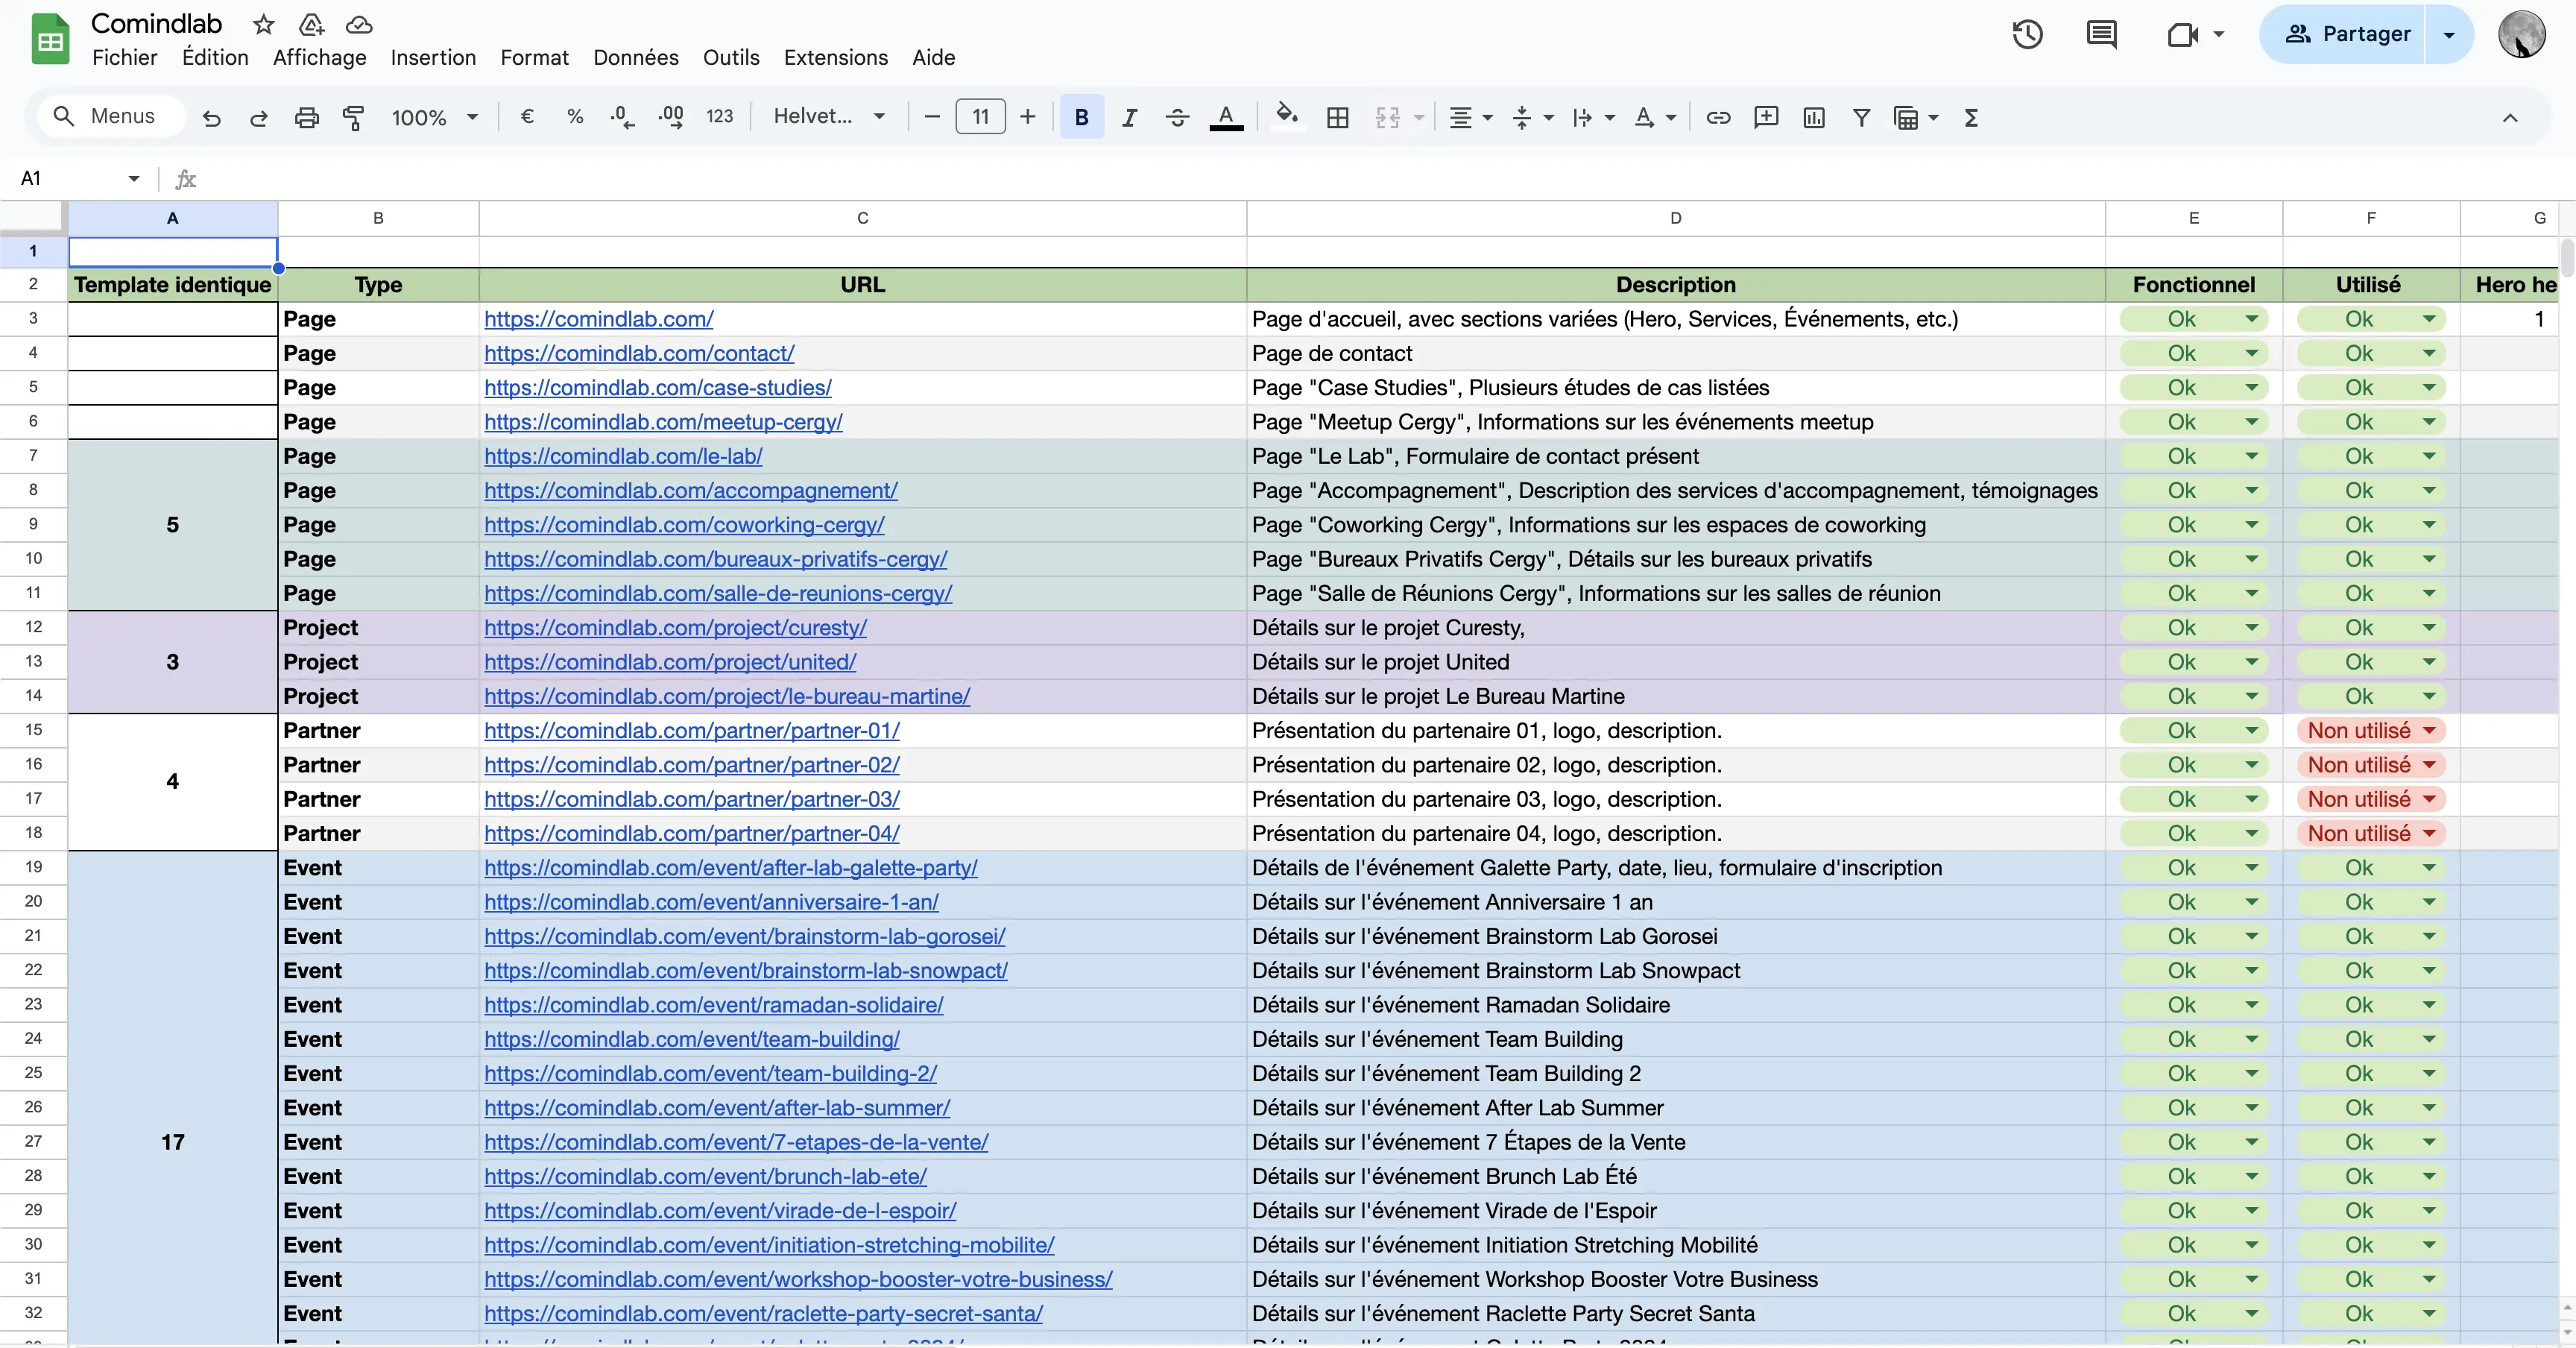 Comindlab
Fichier Édition Affichage Insertion Format Données Outils Extensions Aide
Partager
Menus 100% € % .0 .00 123 Helvet... 11 B I A A Σ
A1 fx
A B C D E F G
1
2 Template identique Type URL Description Fonctionnel Utilisé Hero he
3 Page https://comindlab.com/ Page d'accueil, avec sections variées (Hero, Services, Événements, etc.) Ok Ok 1
4 Page https://comindlab.com/contact/ Page de contact Ok Ok
5 Page https://comindlab.com/case-studies/ Page "Case Studies", Plusieurs études de cas listées Ok Ok
6 Page https://comindlab.com/meetup-cergy/ Page "Meetup Cergy", Informations sur les événements meetup Ok Ok
7 Page https://comindlab.com/le-lab/ Page "Le Lab", Formulaire de contact présent Ok Ok
8 Page https://comindlab.com/accompagnement/ Page "Accompagnement", Description des services d'accompagnement, témoignages Ok Ok
9 5 Page https://comindlab.com/coworking-cergy/ Page "Coworking Cergy", Informations sur les espaces de coworking Ok Ok
10 Page https://comindlab.com/bureaux-privatifs-cergy/ Page "Bureaux Privatifs Cergy", Détails sur les bureaux privatifs Ok Ok
11 Page https://comindlab.com/salle-de-reunions-cergy/ Page "Salle de Réunions Cergy", Informations sur les salles de réunion Ok Ok
12 Project https://comindlab.com/project/curesty/ Détails sur le projet Curesty, Ok Ok
13 3 Project https://comindlab.com/project/united/ Détails sur le projet United Ok Ok
14 Project https://comindlab.com/project/le-bureau-martine/ Détails sur le projet Le Bureau Martine Ok Ok
15 Partner https://comindlab.com/partner/partner-01/ Présentation du partenaire 01, logo, description. Ok Non utilisé
16 4 Partner https://comindlab.com/partner/partner-02/ Présentation du partenaire 02, logo, description. Ok Non utilisé
17 Partner https://comindlab.com/partner/partner-03/ Présentation du partenaire 03, logo, description. Ok Non utilisé
18 Partner https://comindlab.com/partner/partner-04/ Présentation du partenaire 04, logo, description. Ok Non utilisé
19 Event https://comindlab.com/event/after-lab-galette-party/ Détails de l'événement Galette Party, date, lieu, formulaire d'inscription Ok Ok
20 Event https://comindlab.com/event/anniversaire-1-an/ Détails sur l'événement Anniversaire 1 an Ok Ok
21 Event https://comindlab.com/event/brainstorm-lab-gorosei/ Détails sur l'événement Brainstorm Lab Gorosei Ok Ok
22 Event https://comindlab.com/event/brainstorm-lab-snowpact/ Détails sur l'événement Brainstorm Lab Snowpact Ok Ok
23 Event https://comindlab.com/event/ramadan-solidaire/ Détails sur l'événement Ramadan Solidaire Ok Ok
24 Event https://comindlab.com/event/team-building/ Détails sur l'événement Team Building Ok Ok
25 Event https://comindlab.com/event/team-building-2/ Détails sur l'événement Team Building 2 Ok Ok
26 Event https://comindlab.com/event/after-lab-summer/ Détails sur l'événement After Lab Summer Ok Ok
27 17 Event https://comindlab.com/event/7-etapes-de-la-vente/ Détails sur l'événement 7 Étapes de la Vente Ok Ok
28 Event https://comindlab.com/event/brunch-lab-ete/ Détails sur l'événement Brunch Lab Été Ok Ok
29 Event https://comindlab.com/event/virade-de-l-espoir/ Détails sur l'événement Virade de l'Espoir Ok Ok
30 Event https://comindlab.com/event/initiation-stretching-mobilite/ Détails sur l'événement Initiation Stretching Mobilité Ok Ok
31 Event https://comindlab.com/event/workshop-booster-votre-business/ Détails sur l'événement Workshop Booster Votre Business Ok Ok
32 Event https://comindlab.com/event/raclette-party-secret-santa/ Détails sur l'événement Raclette Party Secret Santa Ok Ok